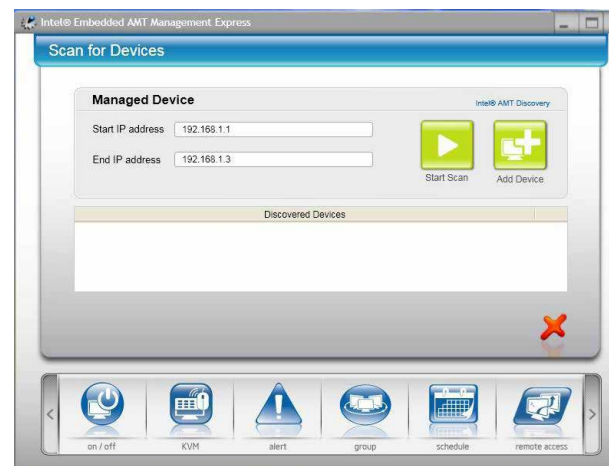 Intel® Embedded AMT Management Express
Scan for Devices
Managed Device
Intel® AMT Discovery
Start IP address 192.168.1.1
End IP address 192.168.1.3
Start Scan Add Device
Discovered Devices
on / off KVM alert group schedule remote access